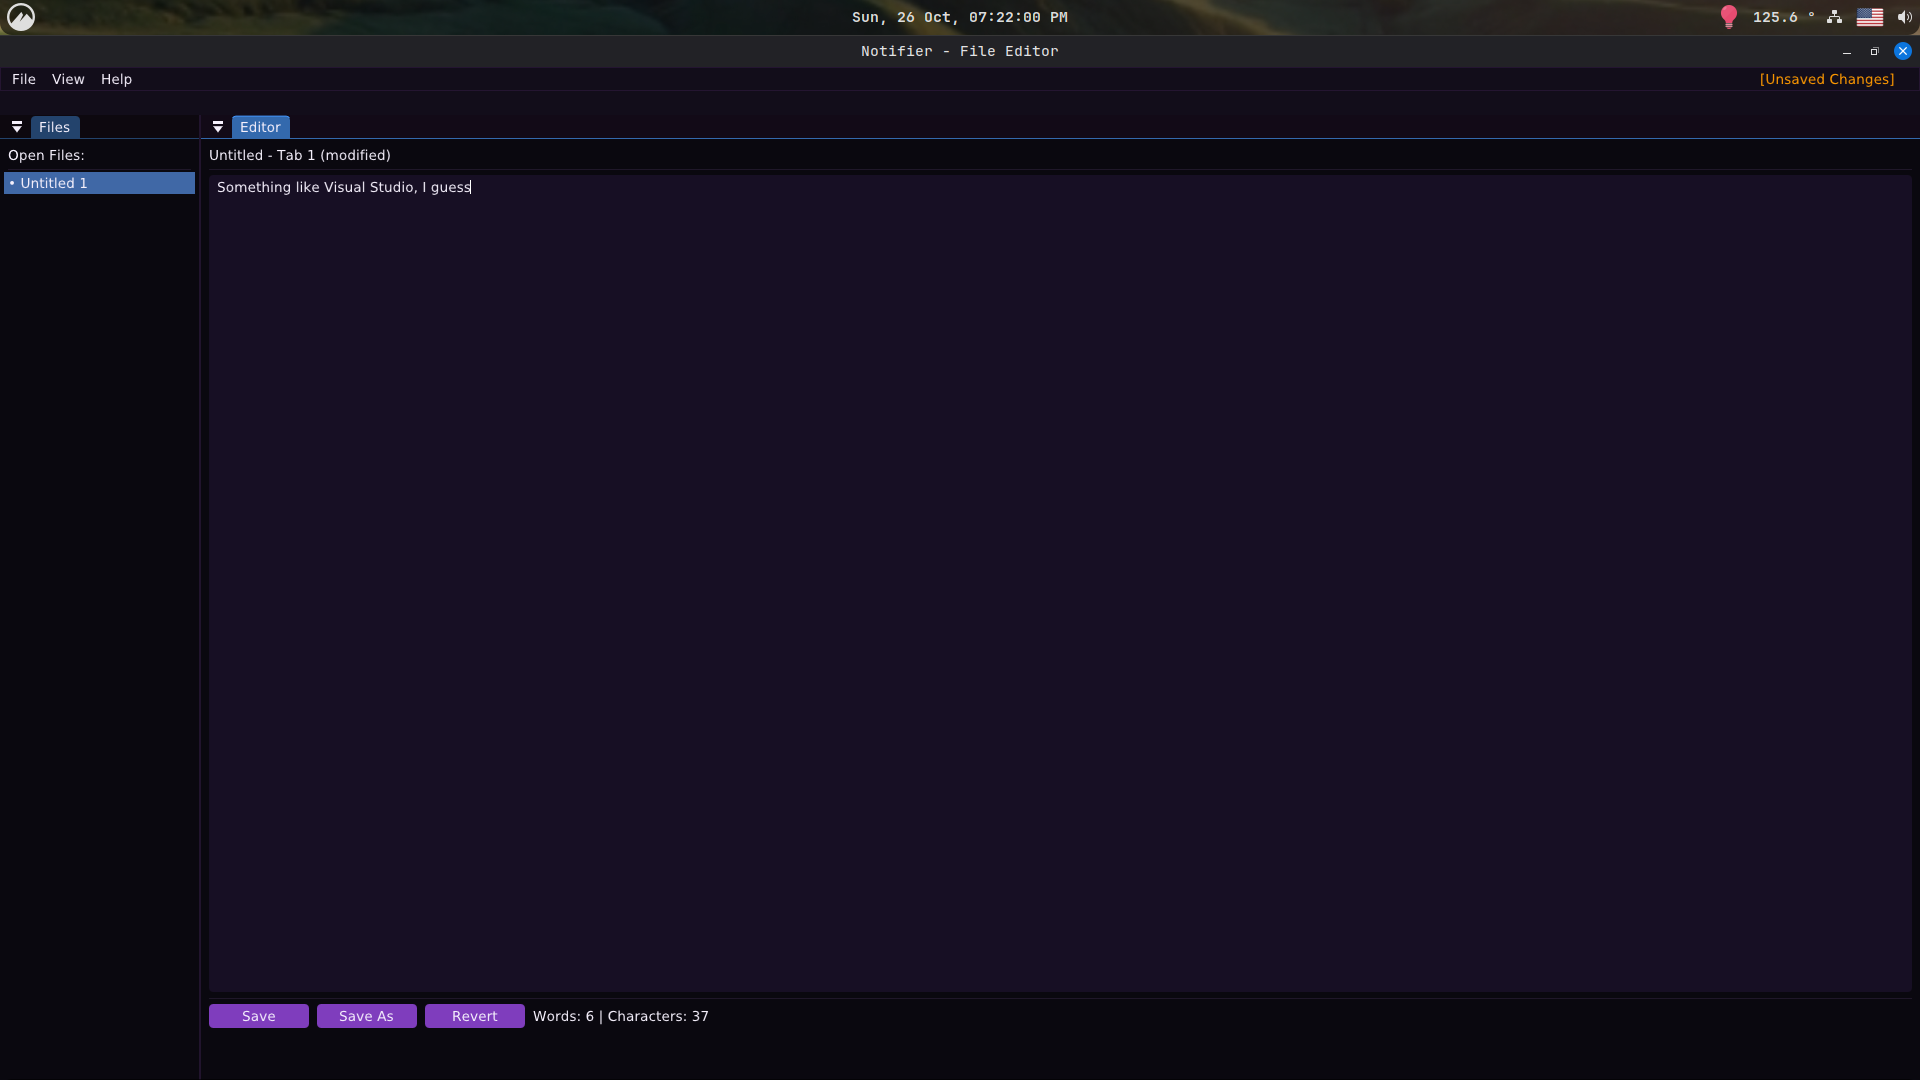 Sun, 26 Oct, 07:22:00 PM
125.6 °
Notifier - File Editor
File View Help
[Unsaved Changes]
Files
Editor
Open Files:
• Untitled 1
Untitled - Tab 1 (modified)
Something like Visual Studio, I guess
Save
Save As
Revert
Words: 6 | Characters: 37